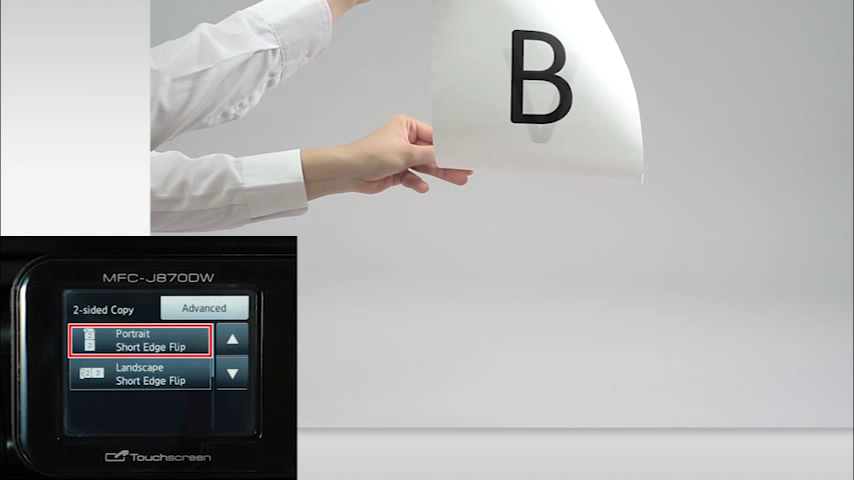 B
MFC-J870DW
2-sided Copy
Advanced
Portrait
Short Edge Flip
Landscape
Short Edge Flip
Touchscreen